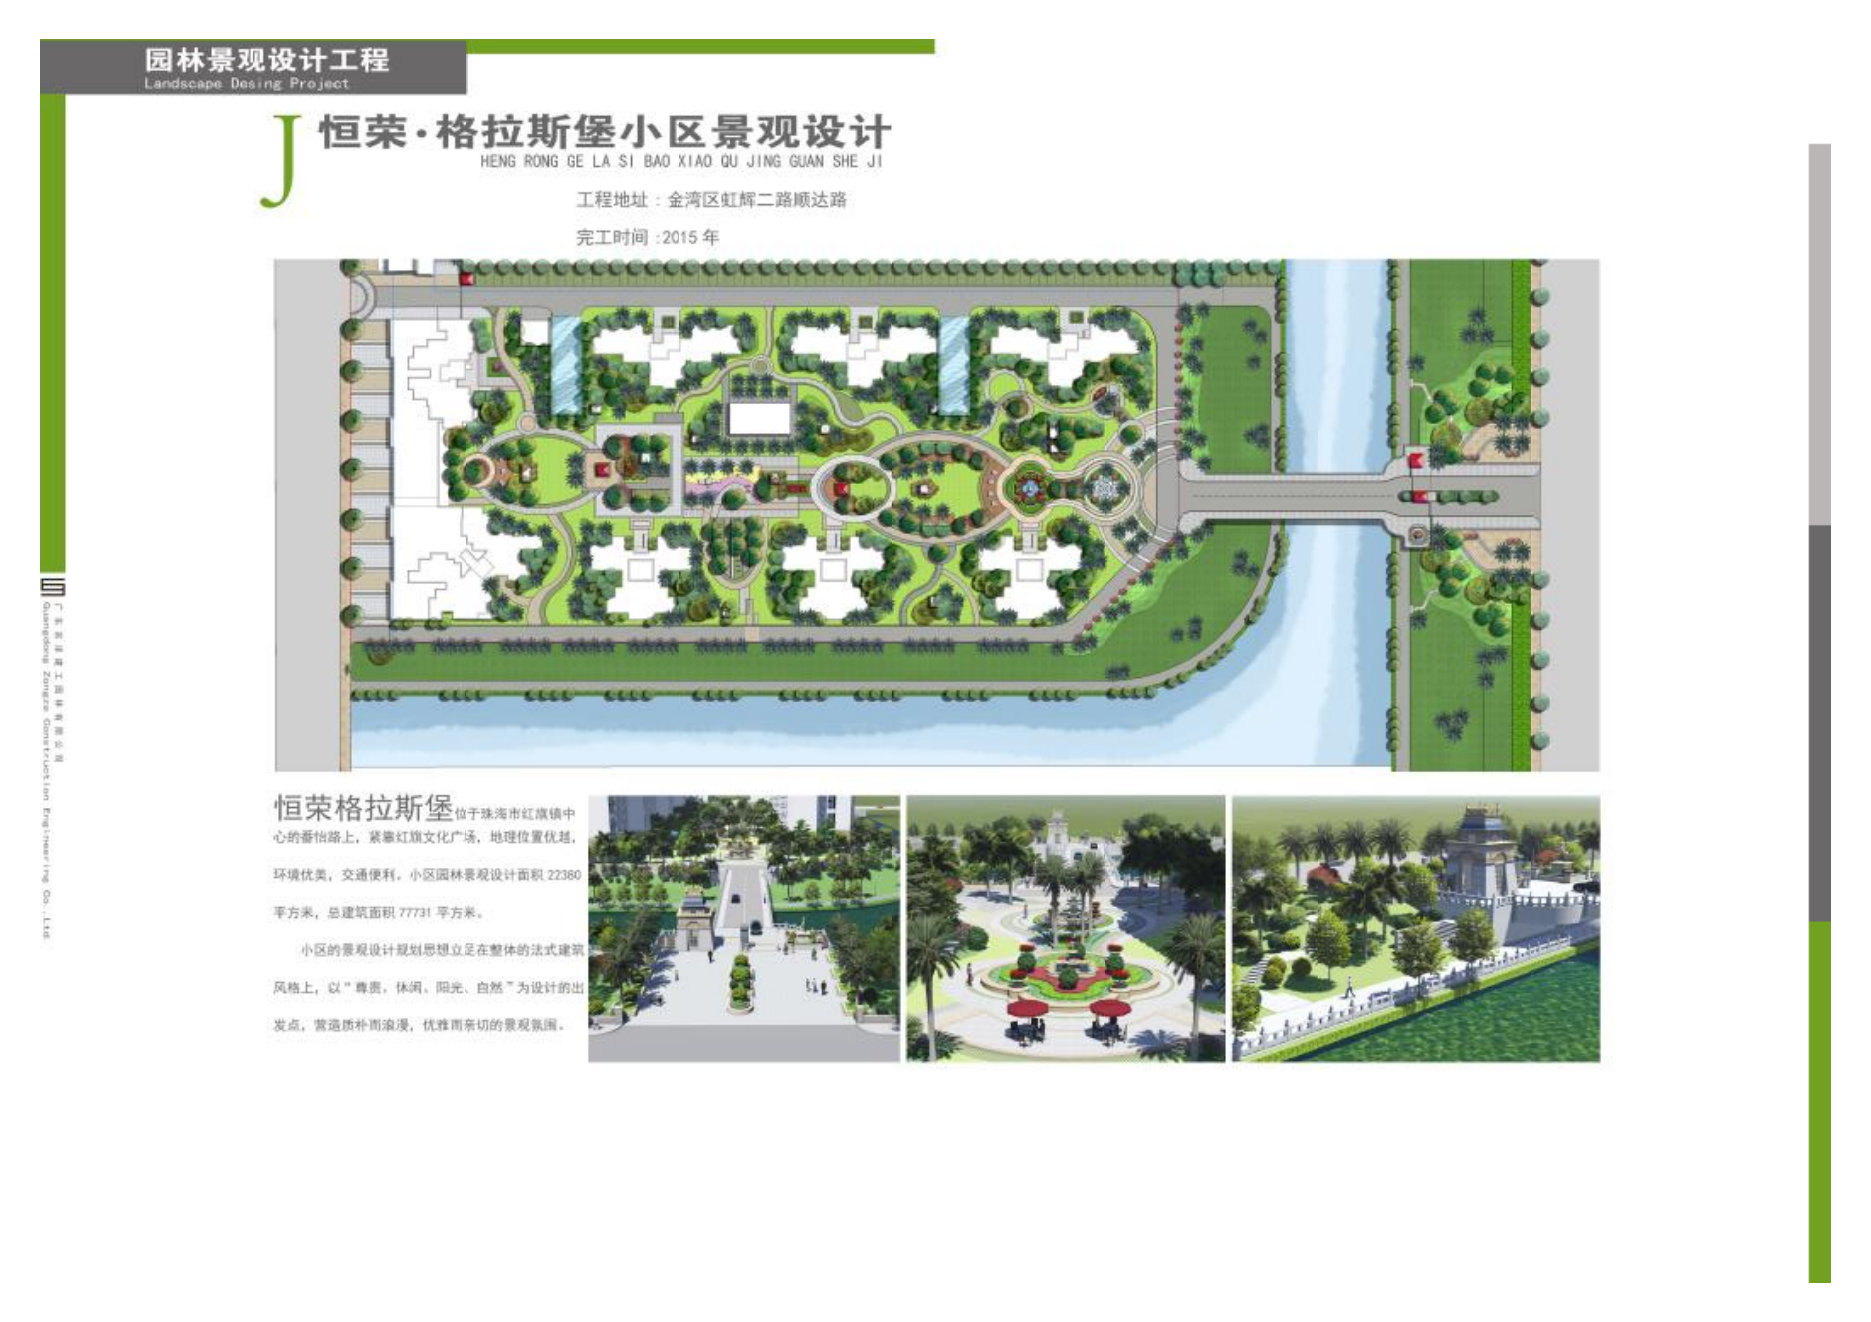 园林景观设计工程
Landscape Desing Project
J 恒荣·格拉斯堡小区景观设计
HENG RONG GE LA SI BAO XIAO QU JING GUAN SHE JI
工程地址：金湾区虹辉二路顺达路
完工时间:2015 年
恒荣格拉斯堡位于珠海市红旗镇中
心的番怡路上，紧靠红旗文化广场，地理位置优越，
环境优美，交通便利。小区园林景观设计面积 22380
平方米，总建筑面积 77731 平方米。
小区的景观设计规划思想立足在整体的法式建筑
风格上，以“尊贵、休闲、阳光、自然”为设计的出
发点，营造质朴而浪漫，优雅而亲切的景观氛围。
建工园林有限公司
Guangdong Zongze Construction Engineering Co.,Ltd.